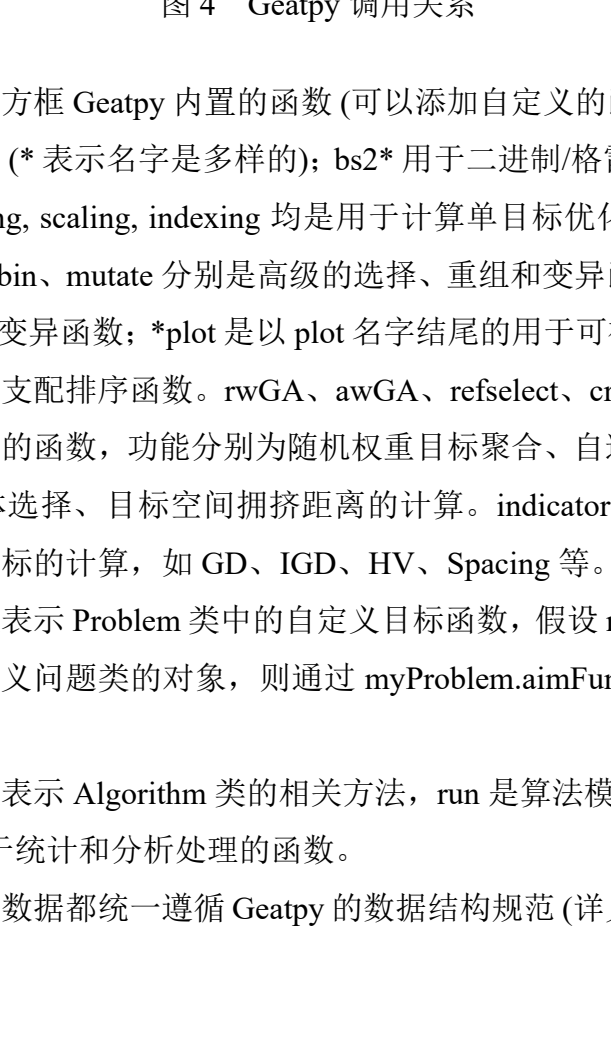 图 4 Geatpy 调用关系
方框 Geatpy 内置的函数 (可以添加自定义的
(* 表示名字是多样的); bs2* 用于二进制/格
ng, scaling, indexing 均是用于计算单目标优
bin、mutate 分别是高级的选择、重组和变异
变异函数；*plot 是以 plot 名字结尾的用于可
支配排序函数。rwGA、awGA、refselect、cr
的函数，功能分别为随机权重目标聚合、自
选择、目标空间拥挤距离的计算。indicator
标的计算，如 GD、IGD、HV、Spacing 等。
表示 Problem 类中的自定义目标函数，假设
义问题类的对象，则通过 myProblem.aimFun
表示 Algorithm 类的相关方法，run 是算法模
于统计和分析处理的函数。
数据都统一遵循 Geatpy 的数据结构规范 (详